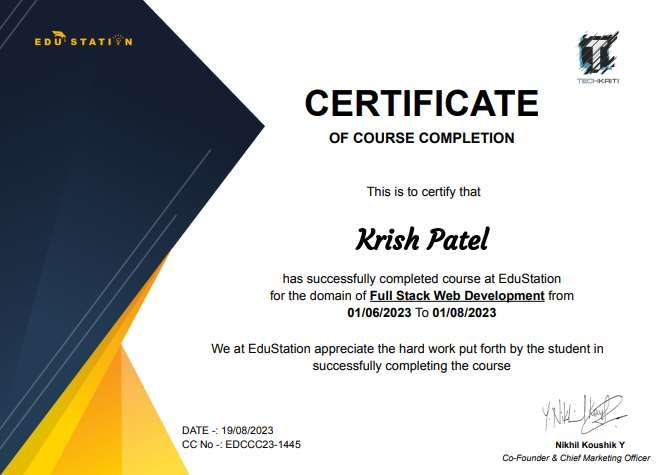 EDUSTATION
TECHKRITI
CERTIFICATE
OF COURSE COMPLETION
This is to certify that
Krish Patel
has successfully completed course at EduStation
for the domain of Full Stack Web Development from
01/06/2023 To 01/08/2023
We at EduStation appreciate the hard work put forth by the student in
successfully completing the course
DATE -: 19/08/2023
CC No -: EDCCC23-1445
Nikhil Koushik Y
Co-Founder & Chief Marketing Officer